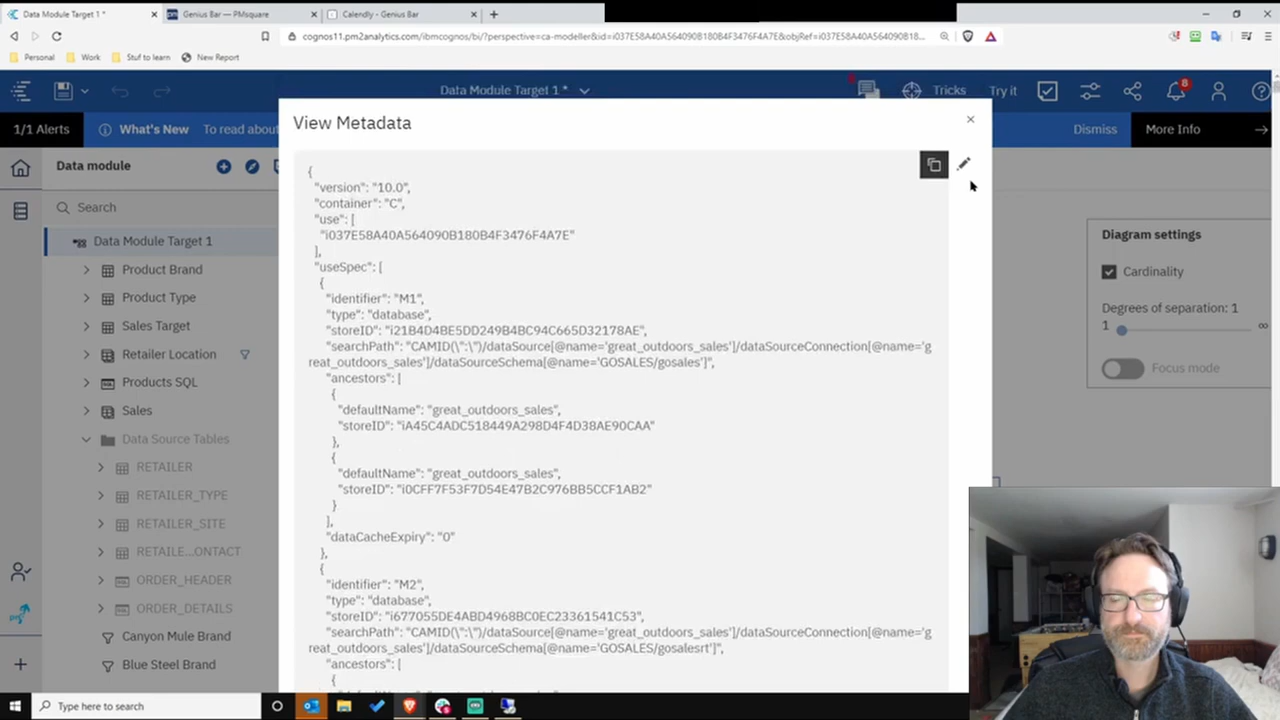 Data Module Target 1 *
Genius Bar — PMsquare
Calendly - Genius Bar
cognos11.pm2analytics.com/ibmcognos/bi/?perspective=ca-modeller&id=i037E58A40A564090B180B4F3476F4A7E&objRef=i037E58A40A564090B18...
Personal
Work
Stuf to learn
New Report
Data Module Target 1 *
Tricks
Try it
8
1/1 Alerts
What's New
To read about
Dismiss
More Info
Data module
Search
Data Module Target 1
Product Brand
Product Type
Sales Target
Retailer Location
Products SQL
Sales
Data Source Tables
RETAILER
RETAILER_TYPE
RETAILER_SITE
RETAILE...ONTACT
ORDER_HEADER
ORDER_DETAILS
Canyon Mule Brand
Blue Steel Brand
View Metadata
{
"version": "10.0",
"container": "C",
"use": [
"i037E58A40A564090B180B4F3476F4A7E"
],
"useSpec": [
{
"identifier": "M1",
"type": "database",
"storeID": "i21B4D4BE5DD249B4BC94C665D32178AE",
"searchPath": "CAMID(\":\")/dataSource[@name='great_outdoors_sales']/dataSourceConnection[@name='g
reat_outdoors_sales']/dataSourceSchema[@name='GOSALES/gosales']",
"ancestors": [
{
"defaultName": "great_outdoors_sales",
"storeID": "iA45C4ADC518449A298D4F4D38AE90CAA"
},
{
"defaultName": "great_outdoors_sales",
"storeID": "i0CFF7F53F7D54E47B2C976BB5CCF1AB2"
}
],
"dataCacheExpiry": "0"
},
{
"identifier": "M2",
"type": "database",
"storeID": "i677055DE4ABD4968BC0EC23361541C53",
"searchPath": "CAMID(\":\")/dataSource[@name='great_outdoors_sales']/dataSourceConnection[@name='g
reat_outdoors_sales']/dataSourceSchema[@name='GOSALES/gosalesrt']",
"ancestors": [
{
Diagram settings
Cardinality
Degrees of separation: 1
1
∞
Focus mode
Type here to search